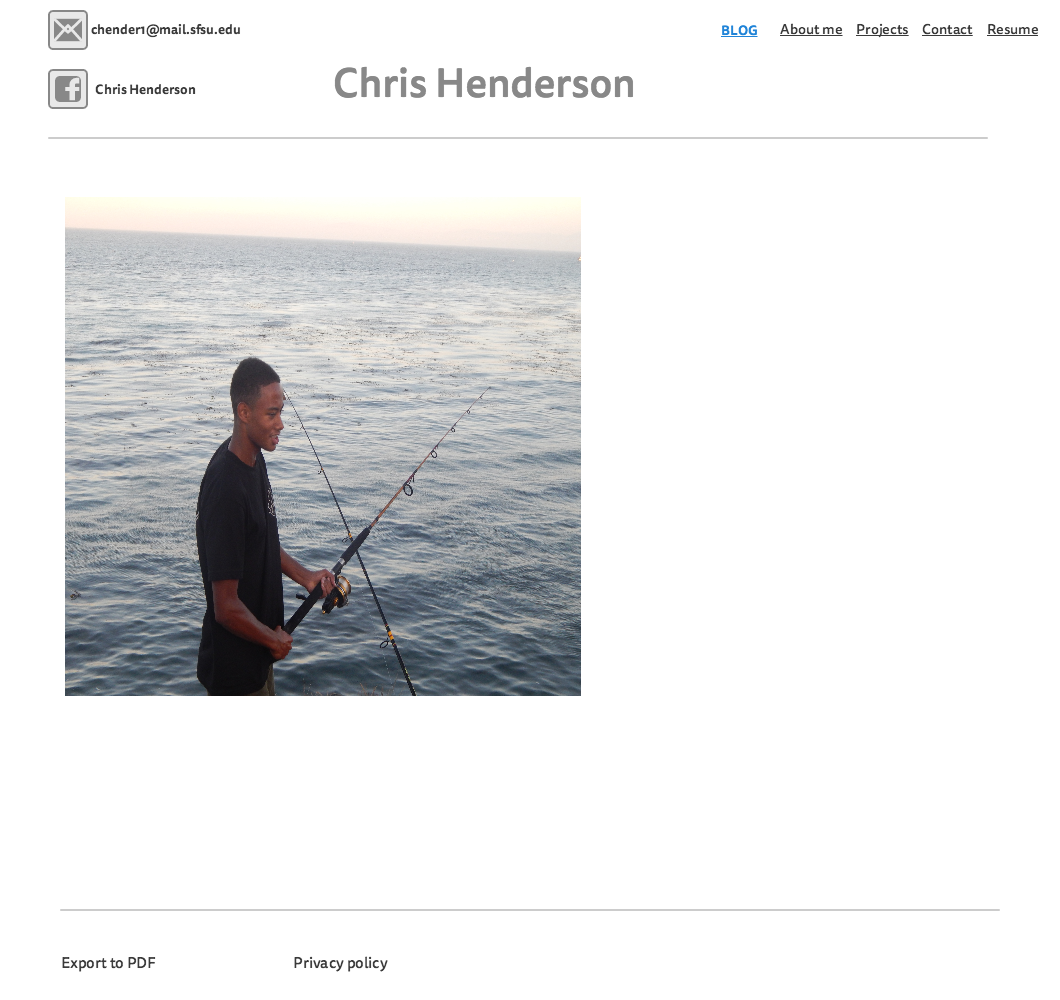 chender1@mail.sfsu.edu
BLOG About me Projects Contact Resume
Chris Henderson
Chris Henderson
Export to PDF Privacy policy